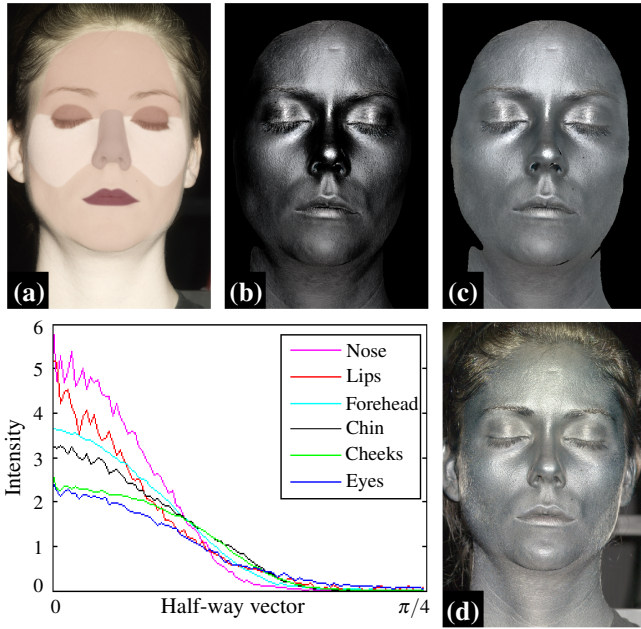 (a)
(b)
(c)
6
5
4
3
2
1
0
Intensity
Nose
Lips
Forehead
Chin
Cheeks
Eyes
0
Half-way vector
π/4
(d)